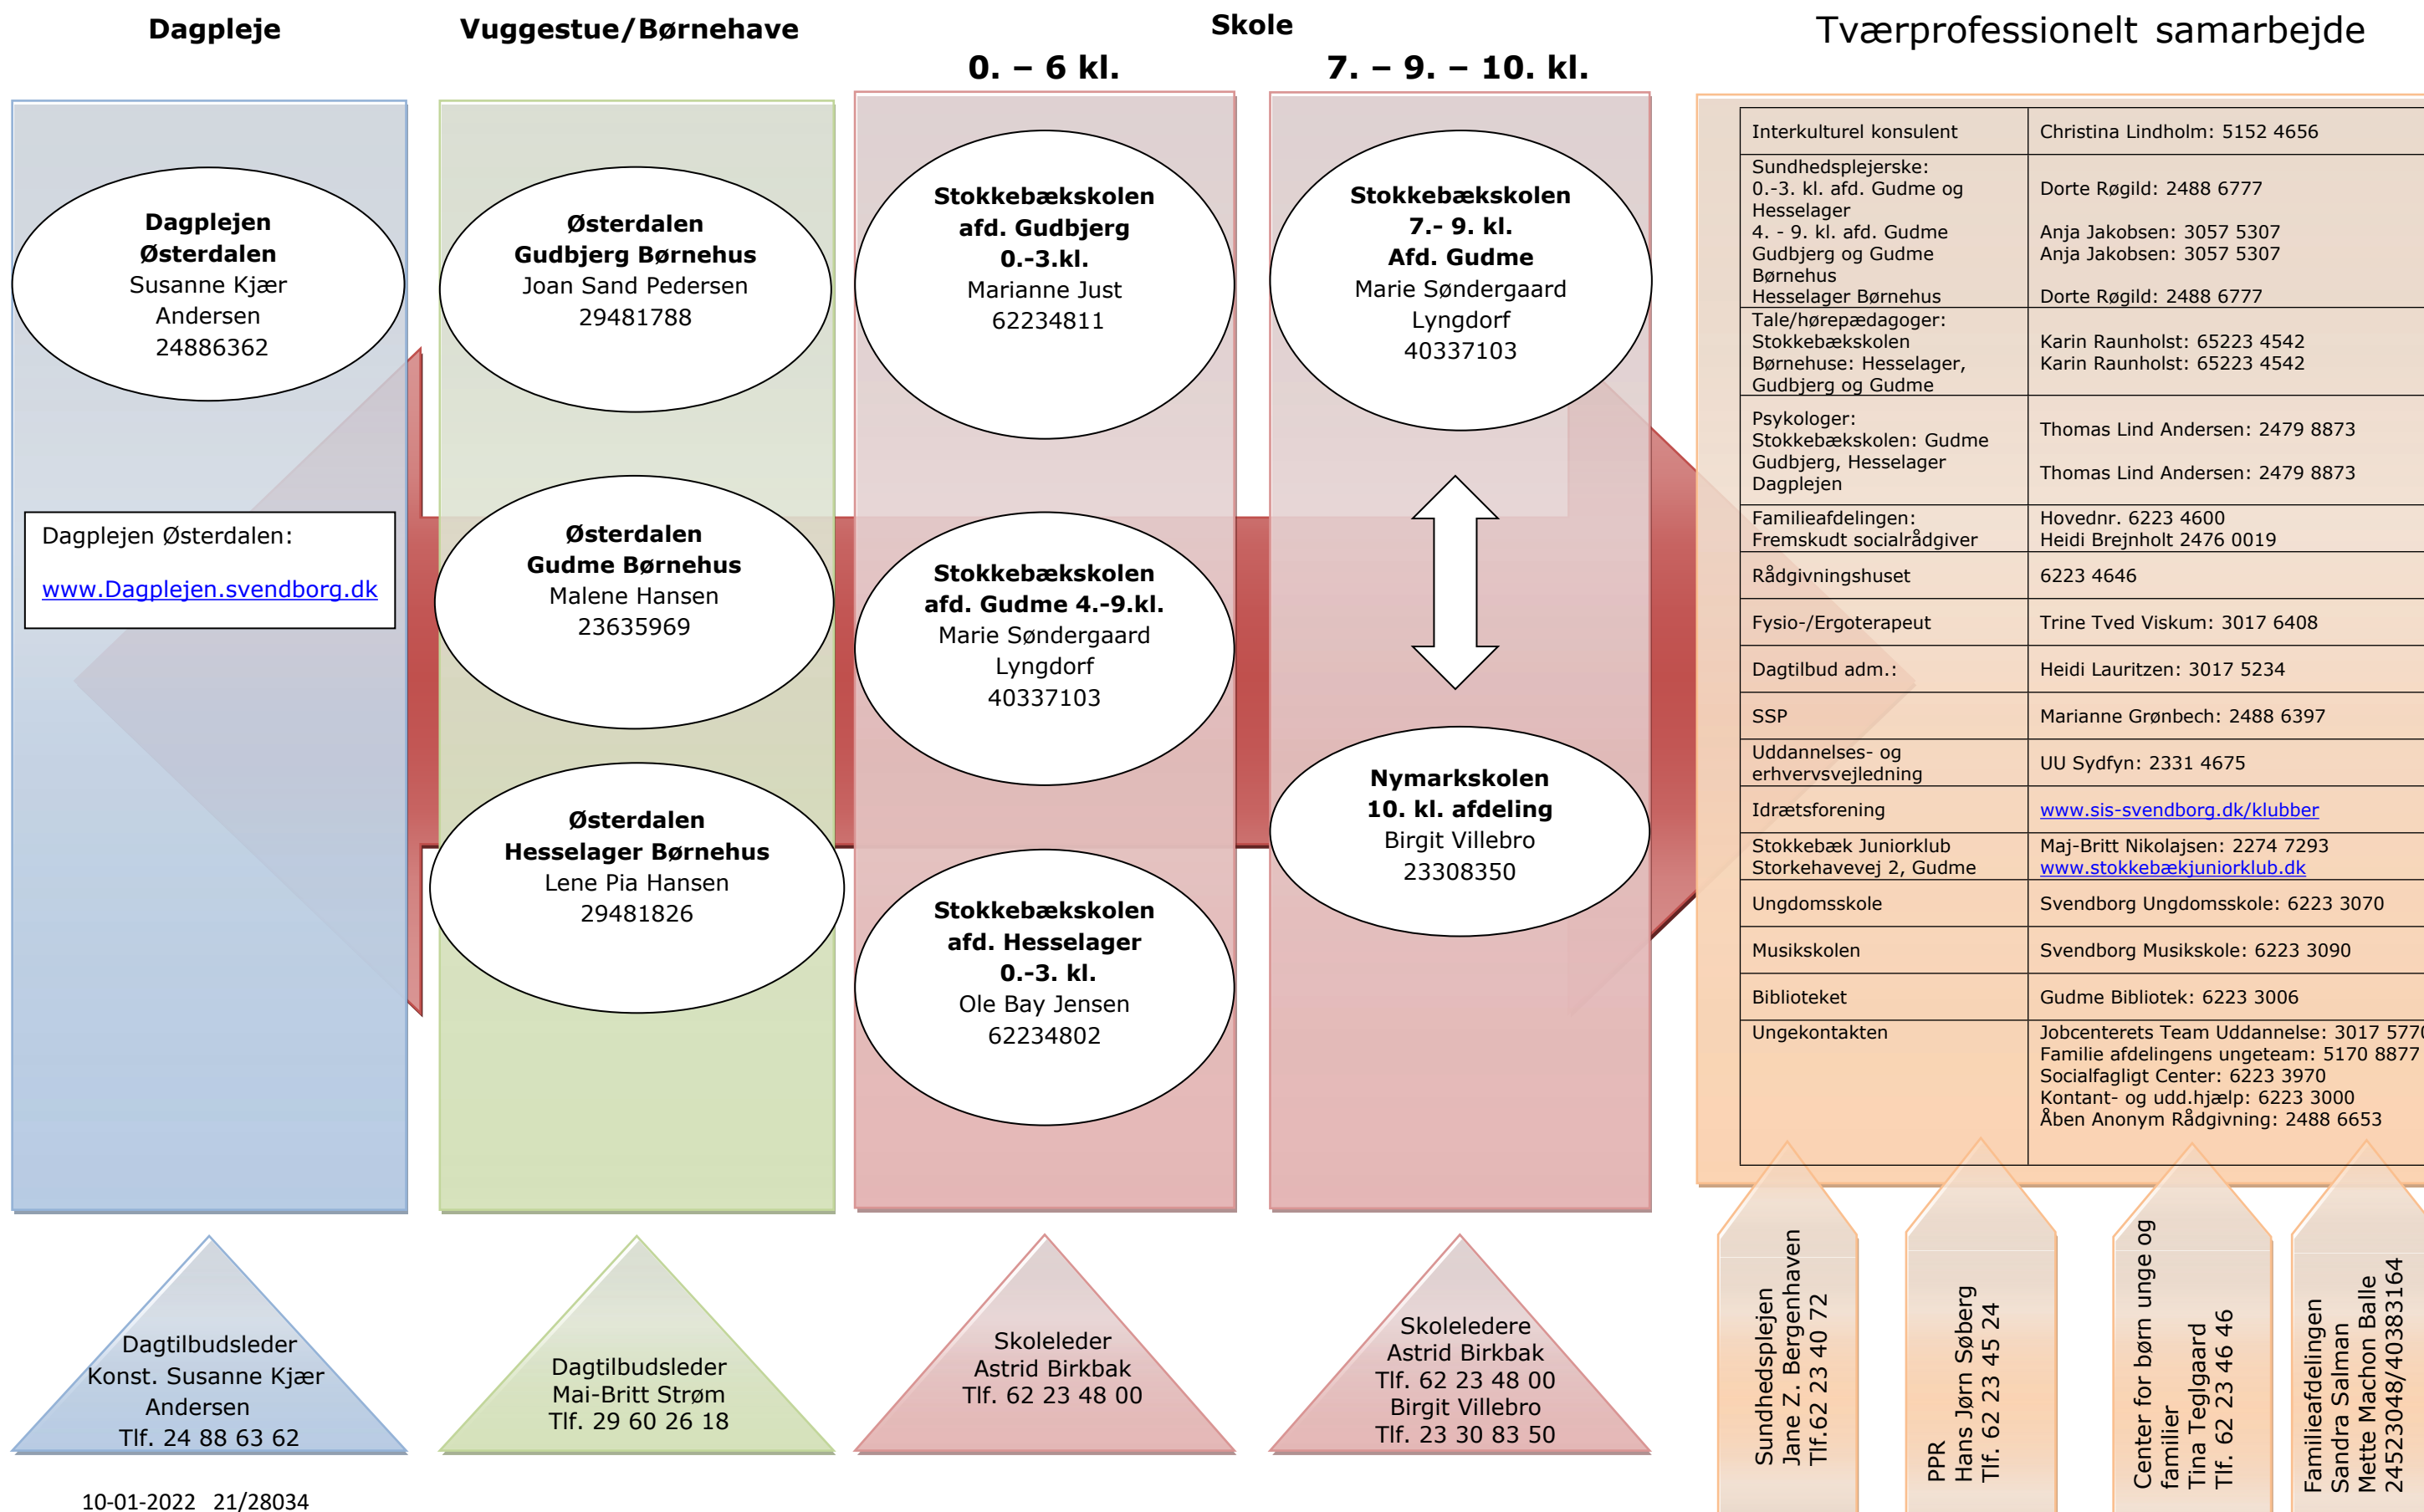 Dagpleje
Vuggestue/Børnehave
Skole
0. – 6 kl.
7. – 9. – 10. kl.
Tværprofessionelt samarbejde
Dagplejen
Østerdalen
Susanne Kjær
Andersen
24886362
Dagplejen Østerdalen:
www.Dagplejen.svendborg.dk
Østerdalen
Gudbjerg Børnehus
Joan Sand Pedersen
29481788
Østerdalen
Gudme Børnehus
Malene Hansen
23635969
Østerdalen
Hesselager Børnehus
Lene Pia Hansen
29481826
Stokkebækskolen
afd. Gudbjerg
0.-3.kl.
Marianne Just
62234811
Stokkebækskolen
afd. Gudme 4.-9.kl.
Marie Søndergaard
Lyngdorf
40337103
Stokkebækskolen
afd. Hesselager
0.-3. kl.
Ole Bay Jensen
62234802
Stokkebækskolen
7.- 9. kl.
Afd. Gudme
Marie Søndergaard
Lyngdorf
40337103
Nymarkskolen
10. kl. afdeling
Birgit Villebro
23308350
Interkulturel konsulent Christina Lindholm: 5152 4656
Sundhedsplejerske:
0.-3. kl. afd. Gudme og Dorte Røgild: 2488 6777
Hesselager
4. - 9. kl. afd. Gudme Anja Jakobsen: 3057 5307
Gudbjerg og Gudme Anja Jakobsen: 3057 5307
Børnehus
Hesselager Børnehus Dorte Røgild: 2488 6777
Tale/hørepædagoger:
Stokkebækskolen Karin Raunholst: 65223 4542
Børnehuse: Hesselager, Karin Raunholst: 65223 4542
Gudbjerg og Gudme
Psykologer:
Stokkebækskolen: Gudme Thomas Lind Andersen: 2479 8873
Gudbjerg, Hesselager
Dagplejen Thomas Lind Andersen: 2479 8873
Familieafdelingen: Hovednr. 6223 4600
Fremskudt socialrådgiver Heidi Brejnholt 2476 0019
Rådgivningshuset 6223 4646
Fysio-/Ergoterapeut Trine Tved Viskum: 3017 6408
Dagtilbud adm.: Heidi Lauritzen: 3017 5234
SSP Marianne Grønbech: 2488 6397
Uddannelses- og
erhvervsvejledning UU Sydfyn: 2331 4675
Idrætsforening www.sis-svendborg.dk/klubber
Stokkebæk Juniorklub Maj-Britt Nikolajsen: 2274 7293
Storkehavevej 2, Gudme www.stokkebækjuniorklub.dk
Ungdomsskole Svendborg Ungdomsskole: 6223 3070
Musikskolen Svendborg Musikskole: 6223 3090
Biblioteket Gudme Bibliotek: 6223 3006
Ungekontakten Jobcenterets Team Uddannelse: 3017 5770
Familie afdelingens ungeteam: 5170 8877
Socialfagligt Center: 6223 3970
Kontant- og udd.hjælp: 6223 3000
Åben Anonym Rådgivning: 2488 6653
Dagtilbudsleder
Konst. Susanne Kjær
Andersen
Tlf. 24 88 63 62
Dagtilbudsleder
Mai-Britt Strøm
Tlf. 29 60 26 18
Skoleleder
Astrid Birkbak
Tlf. 62 23 48 00
Skoleledere
Astrid Birkbak
Tlf. 62 23 48 00
Birgit Villebro
Tlf. 23 30 83 50
Sundhedsplejen
Jane Z. Bergenhaven
Tlf.62 23 40 72
PPR
Hans Jørn Søberg
Tlf. 62 23 45 24
Center for børn unge og
familier
Tina Teglgaard
Tlf. 62 23 46 46
Familieafdelingen
Sandra Salman
Mette Machon Balle
24523048/40383164
10-01-2022 21/28034